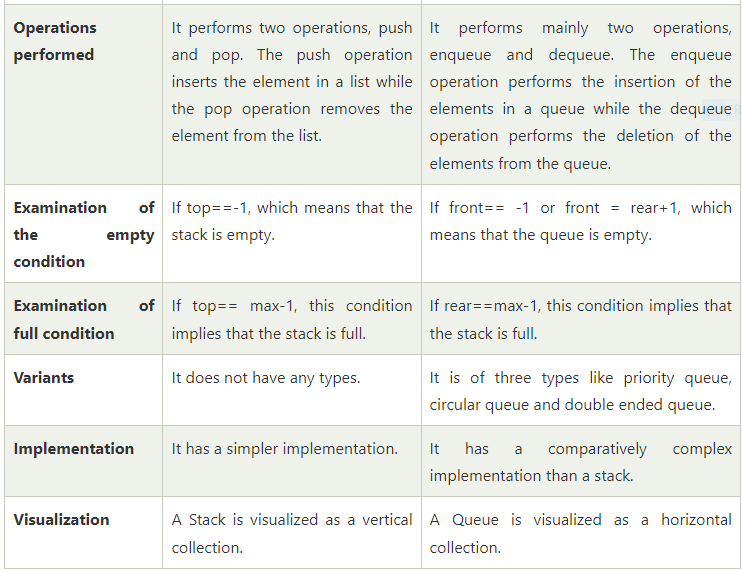 Operations
performed
It performs two operations, push
and pop. The push operation
inserts the element in a list while
the pop operation removes the
element from the list.
It performs mainly two operations,
enqueue and dequeue. The enqueue
operation performs the insertion of the
elements in a queue while the dequeue
operation performs the deletion of the
elements from the queue.
Examination of
the empty
condition
If top==-1, which means that the
stack is empty.
If front== -1 or front = rear+1, which
means that the queue is empty.
Examination of
full condition
If top== max-1, this condition
implies that the stack is full.
If rear==max-1, this condition implies that
the stack is full.
Variants
It does not have any types.
It is of three types like priority queue,
circular queue and double ended queue.
Implementation
It has a simpler implementation.
It has a comparatively complex
implementation than a stack.
Visualization
A Stack is visualized as a vertical
collection.
A Queue is visualized as a horizontal
collection.